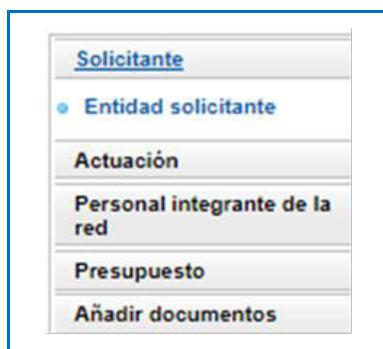 Solicitante
Entidad solicitante
Actuación
Personal integrante de la
red
Presupuesto
Añadir documentos